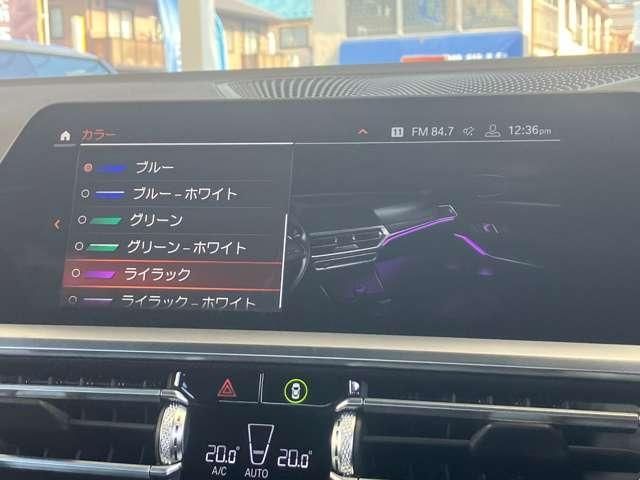 カラー
11 FM 84.7 12:36pm
ブルー
ブルー－ホワイト
グリーン
グリーン－ホワイト
ライラック
ライラック－ホワイト
20.0 20.0
A/C AUTO